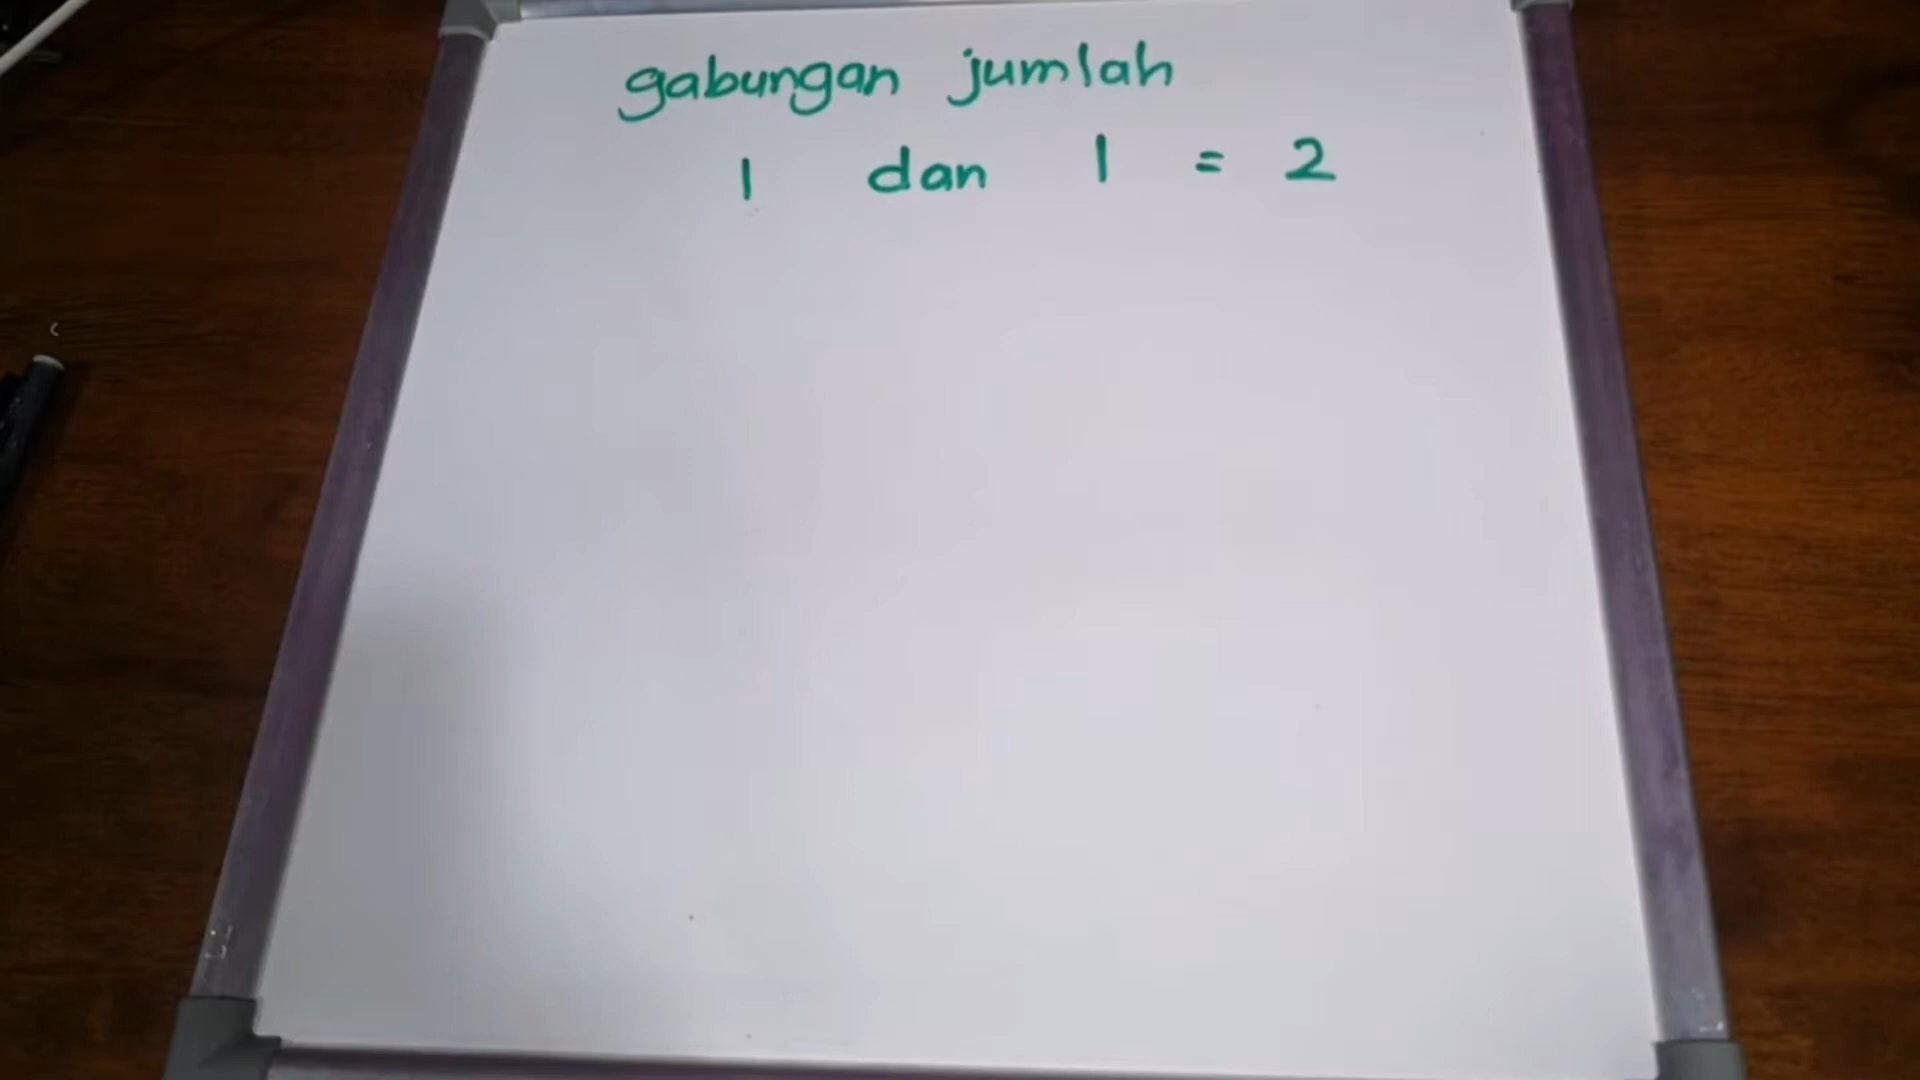 gabungan jumlah
1 dan 1 = 2